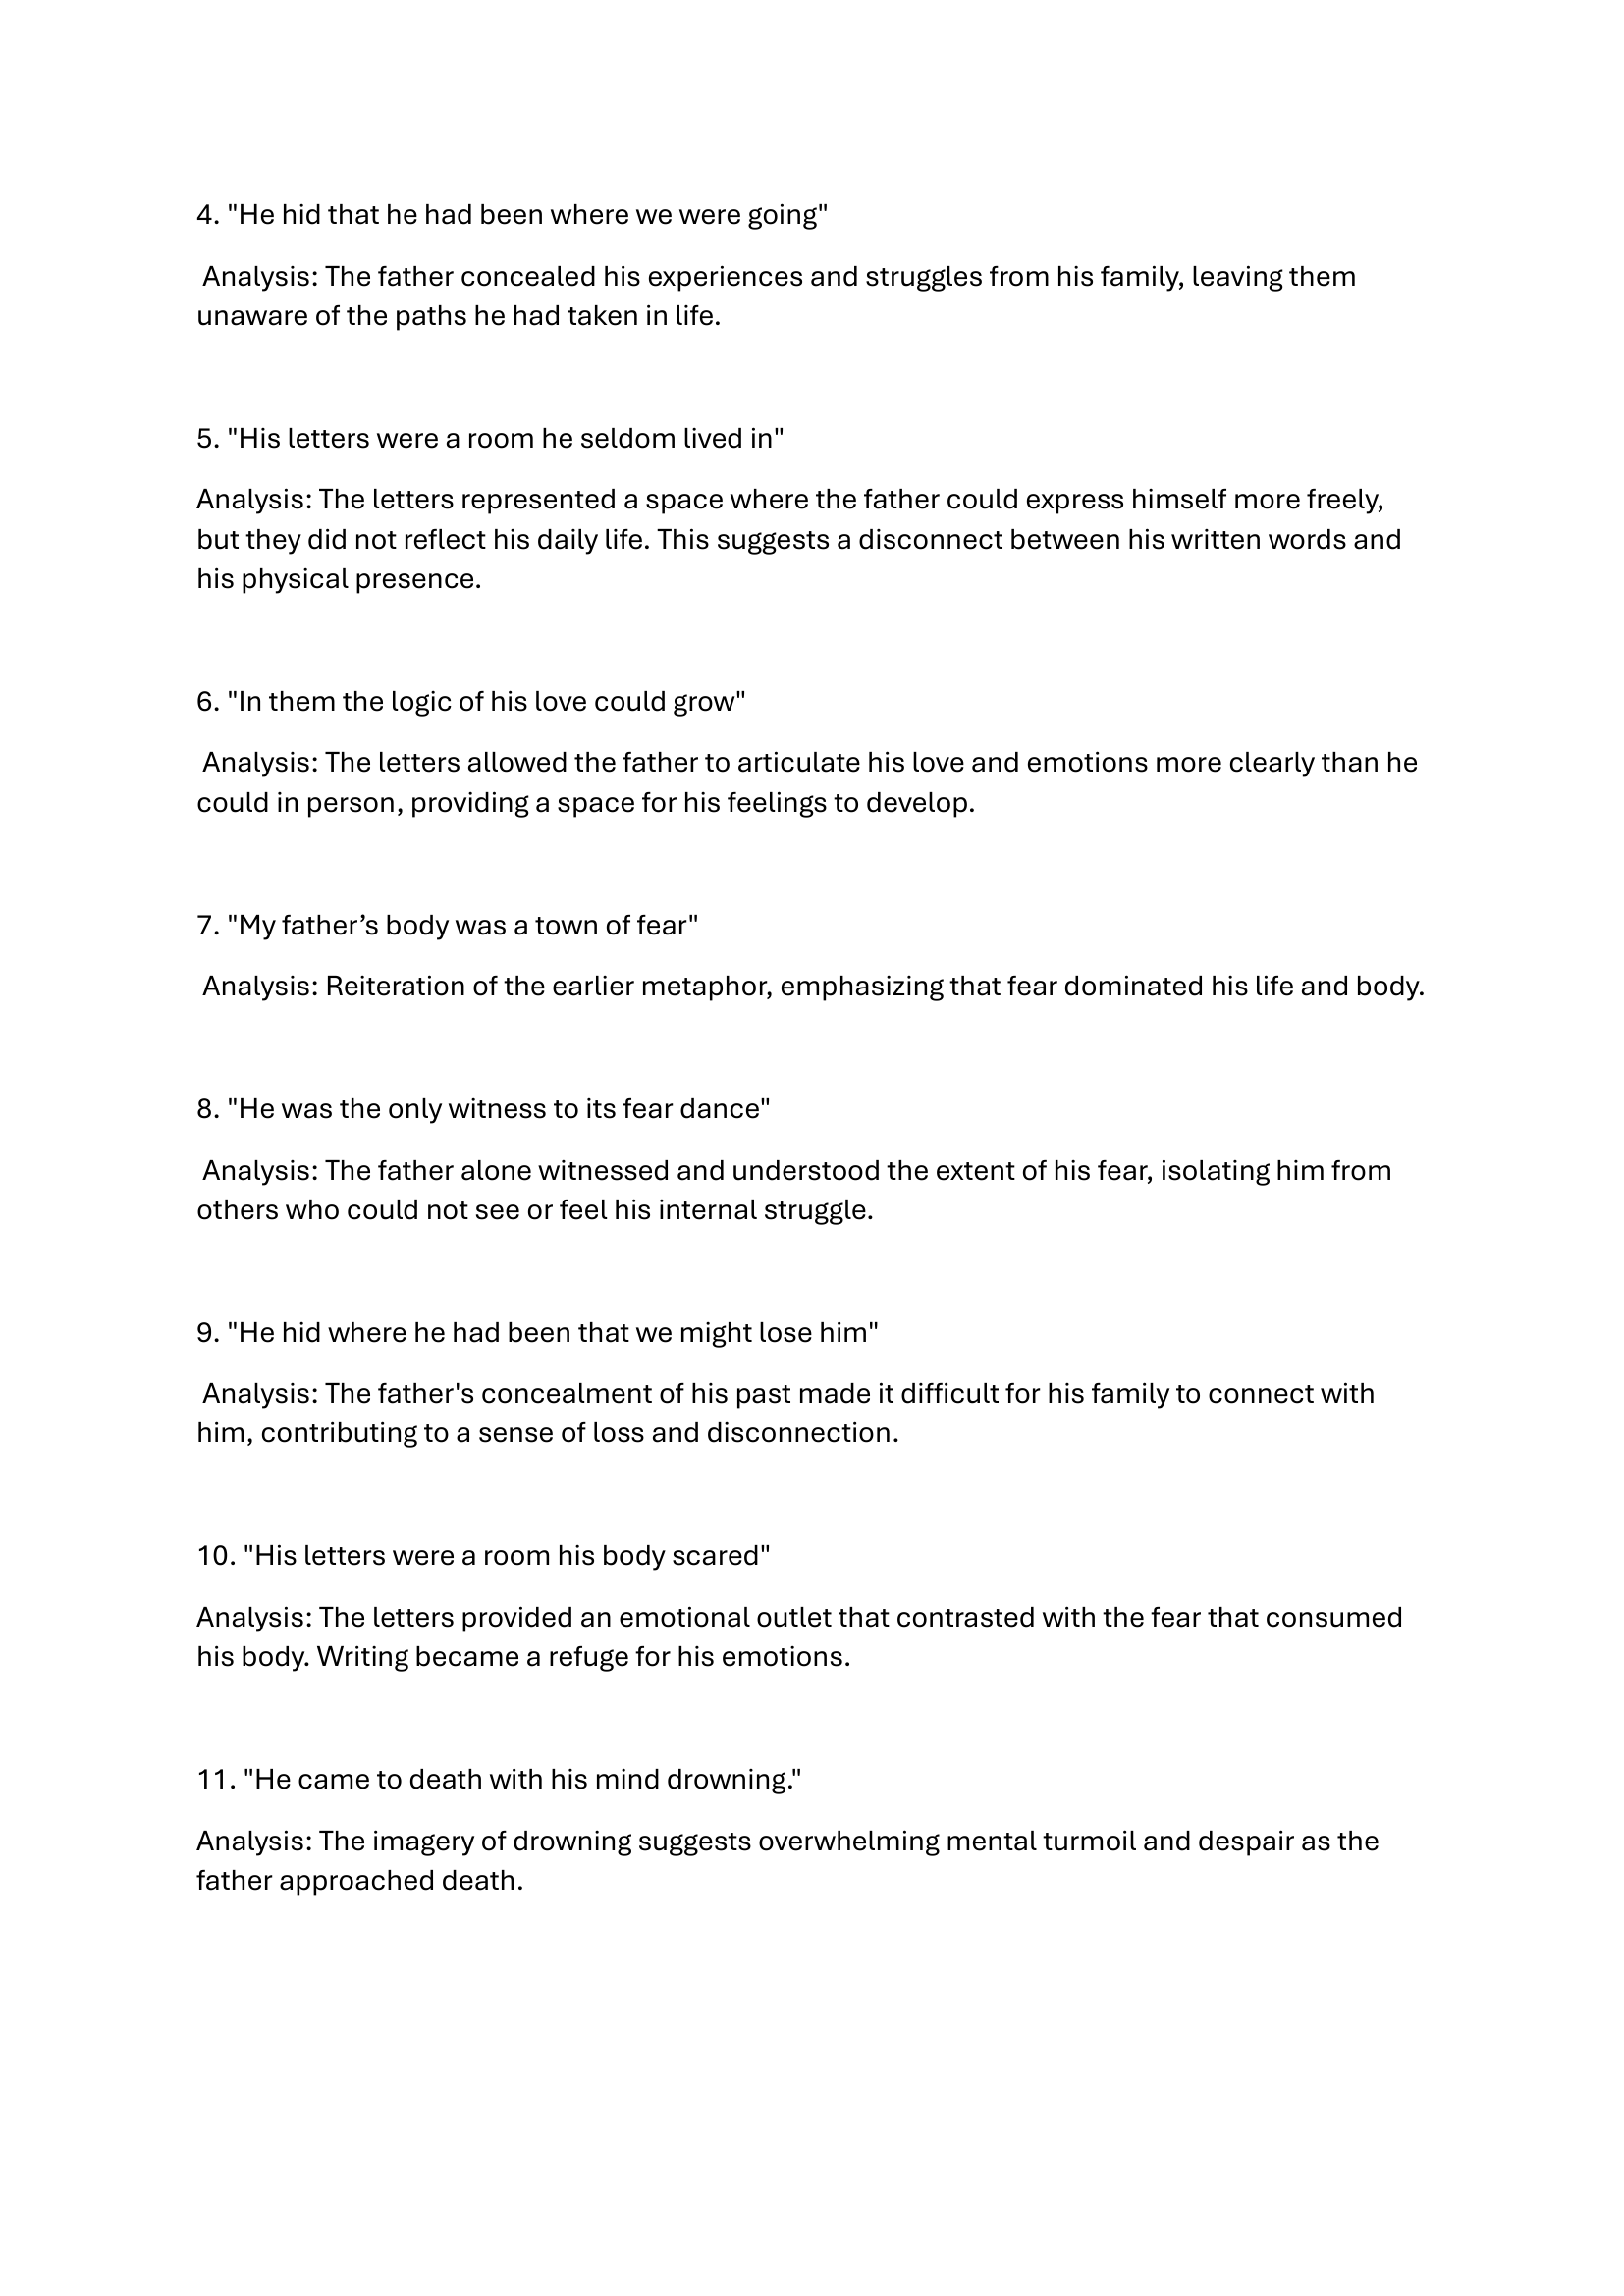 4. "He hid that he had been where we were going"
Analysis: The father concealed his experiences and struggles from his family, leaving them
unaware of the paths he had taken in life.
5. "His letters were a room he seldom lived in"
Analysis: The letters represented a space where the father could express himself more freely,
but they did not reflect his daily life. This suggests a disconnect between his written words and
his physical presence.
6. "In them the logic of his love could grow"
Analysis: The letters allowed the father to articulate his love and emotions more clearly than he
could in person, providing a space for his feelings to develop.
7. "My father’s body was a town of fear"
Analysis: Reiteration of the earlier metaphor, emphasizing that fear dominated his life and body.
8. "He was the only witness to its fear dance"
Analysis: The father alone witnessed and understood the extent of his fear, isolating him from
others who could not see or feel his internal struggle.
9. "He hid where he had been that we might lose him"
Analysis: The father's concealment of his past made it difficult for his family to connect with
him, contributing to a sense of loss and disconnection.
10. "His letters were a room his body scared"
Analysis: The letters provided an emotional outlet that contrasted with the fear that consumed
his body. Writing became a refuge for his emotions.
11. "He came to death with his mind drowning."
Analysis: The imagery of drowning suggests overwhelming mental turmoil and despair as the
father approached death.